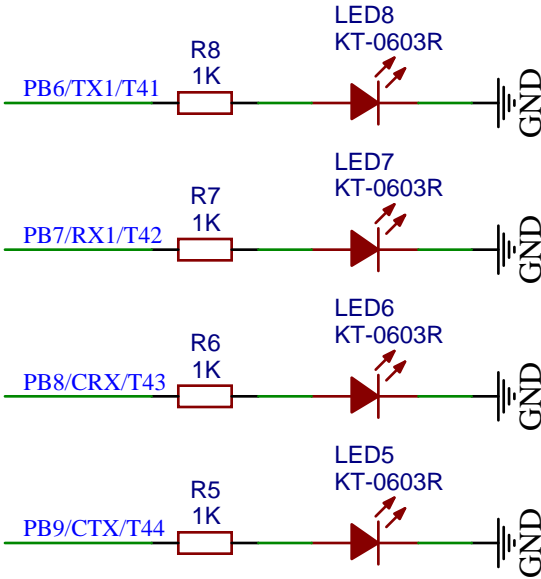 LED8
KT-0603R
R8
1K
PB6/TX1/T41
GND
LED7
KT-0603R
R7
1K
PB7/RX1/T42
GND
LED6
KT-0603R
R6
1K
PB8/CRX/T43
GND
LED5
KT-0603R
R5
1K
PB9/CTX/T44
GND